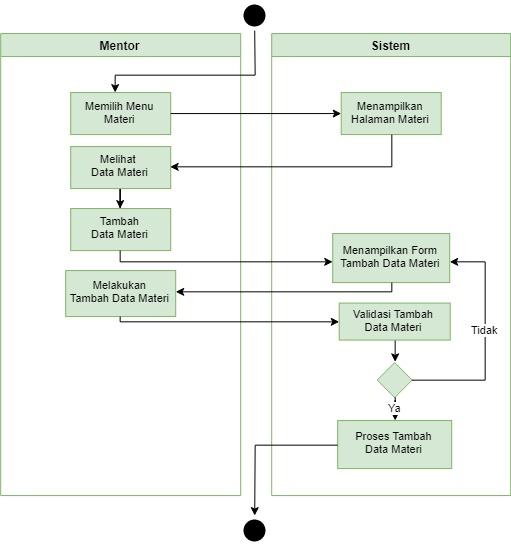 Mentor
Sistem
Memilih Menu
Materi
Menampilkan
Halaman Materi
Melihat
Data Materi
Tambah
Data Materi
Menampilkan Form
Tambah Data Materi
Melakukan
Tambah Data Materi
Validasi Tambah
Data Materi
Tidak
Ya
Proses Tambah
Data Materi